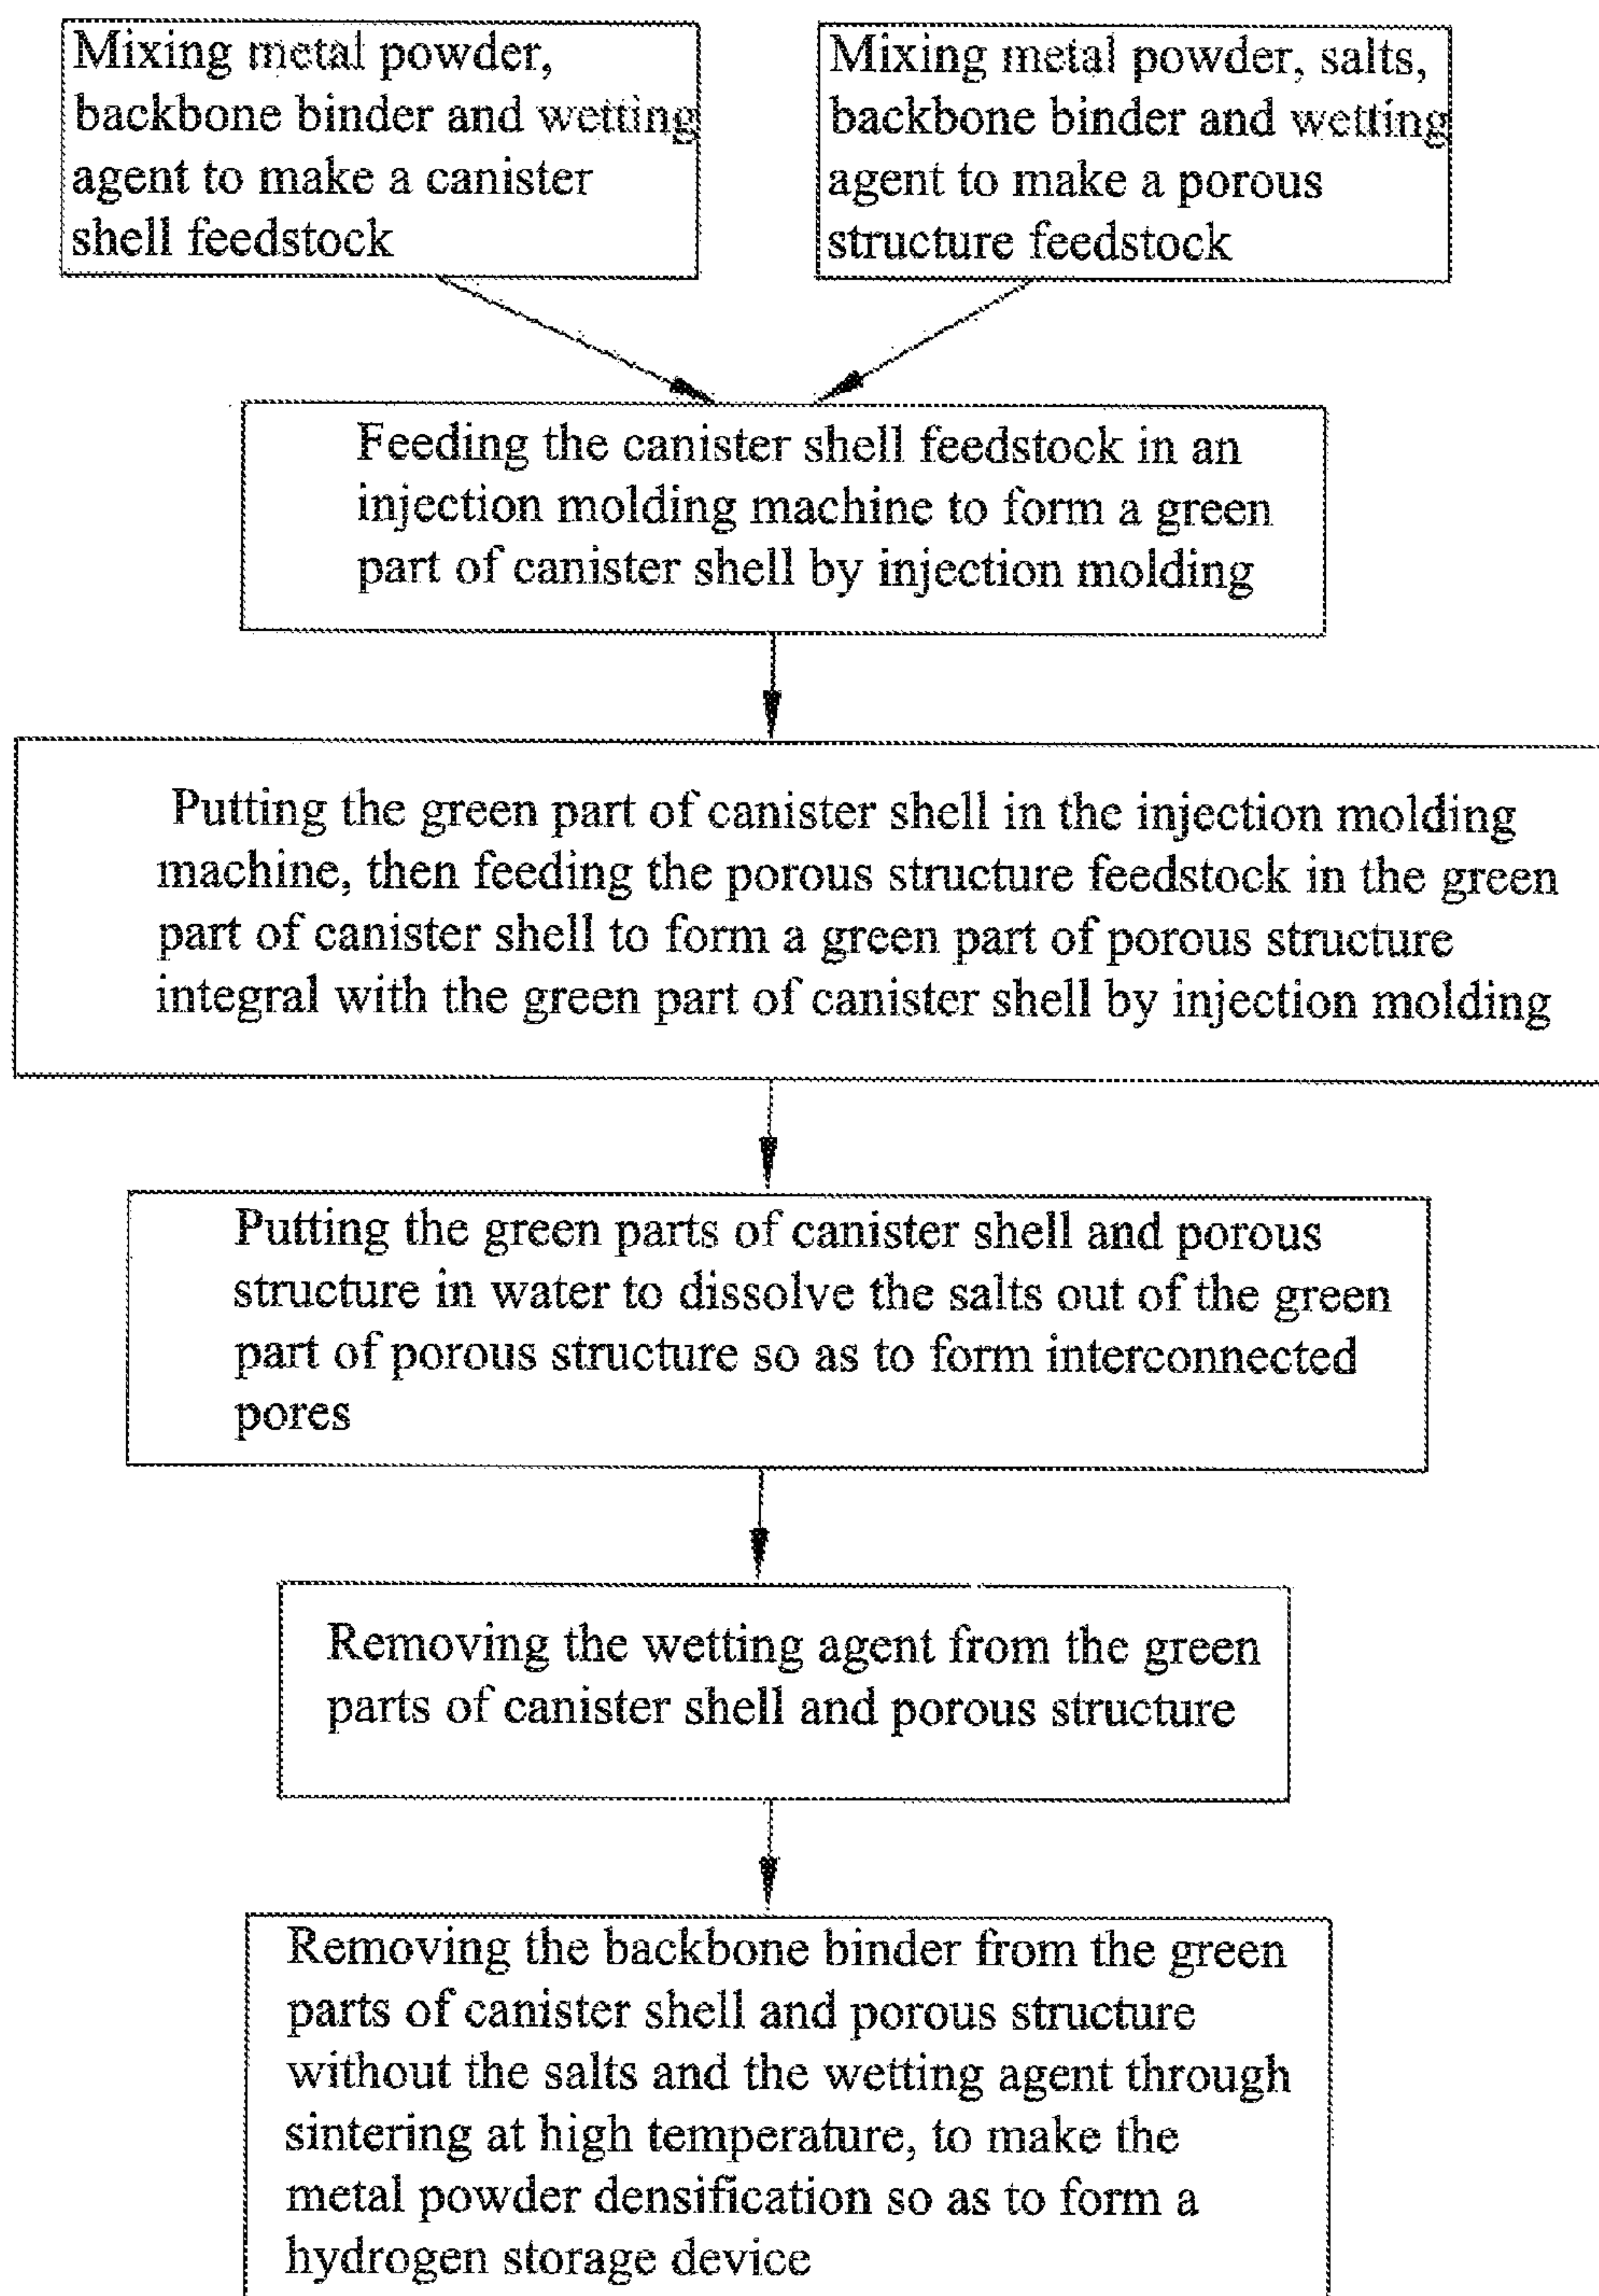 Mixing metal powder,
backbone binder and wetting
agent to make a canister
shell feedstock
Mixing metal powder, salts,
backbone binder and wetting
agent to make a porous
structure feedstock
Feeding the canister shell feedstock in an
injection molding machine to form a green
part of canister shell by injection molding
Putting the green part of canister shell in the injection molding
machine, then feeding the porous structure feedstock in the green
part of canister shell to form a green part of porous structure
integral with the green part of canister shell by injection molding
Putting the green parts of canister shell and porous
structure in water to dissolve the salts out of the green
part of porous structure so as to form interconnected
pores
Removing the wetting agent from the green
parts of canister shell and porous structure
Removing the backbone binder from the green
parts of canister shell and porous structure
without the salts and the wetting agent through
sintering at high temperature, to make the
metal powder densification so as to form a
hydrogen storage device